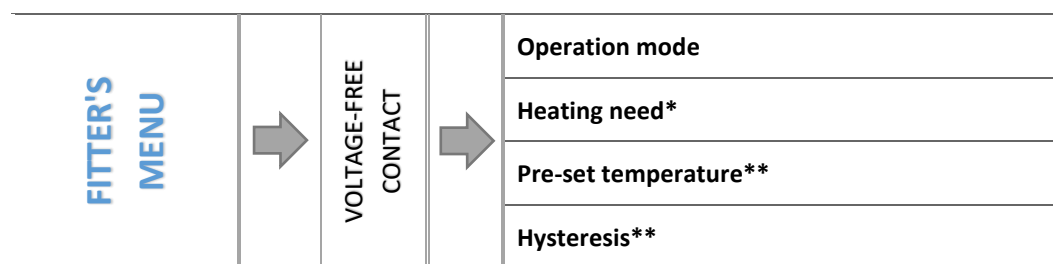 FITTER'S
MENU
VOLTAGE-FREE
CONTACT
Operation mode
Heating need*
Pre-set temperature**
Hysteresis**